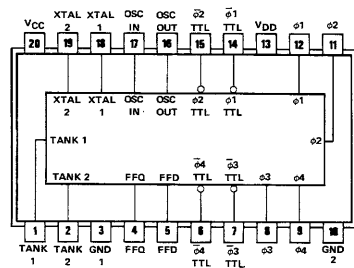 VCC XTAL 2 XTAL 1 OSC IN OSC OUT φ̄2 TTL φ̄1 TTL VDD φ1 φ2
20 19 18 17 16 15 14 13 12 11
XTAL 2 XTAL 1 OSC IN OSC OUT φ̄2 TTL φ̄1 TTL φ1
TANK 1 φ2
TANK 2 FFQ FFD φ̄4 TTL φ̄3 TTL φ3 φ4
1 2 3 4 5 6 7 8 9 10
TANK 1 TANK 2 GND 1 FFQ FFD φ̄4 TTL φ̄3 TTL φ3 φ4 GND 2